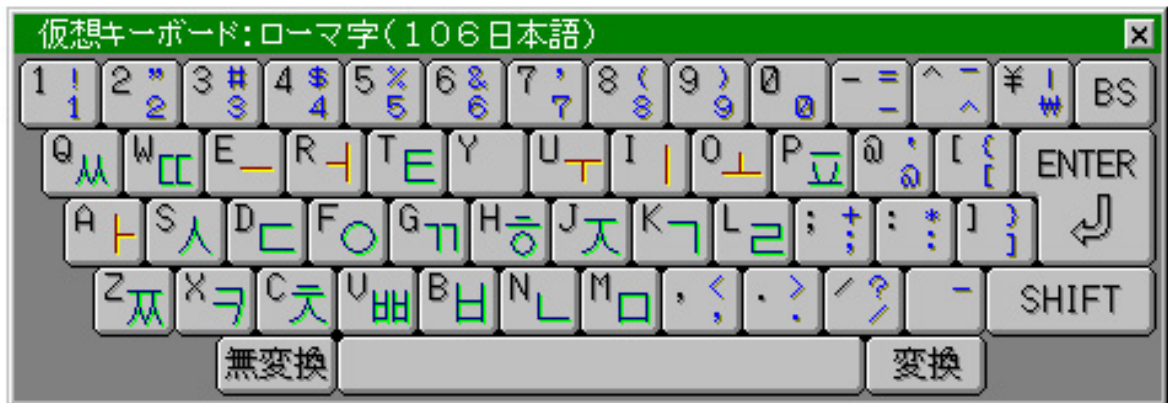 仮想キーボード:ローマ字(106日本語)
1 ! 1 2 " 2 3 # 3 4 $ 4 5 % 5 6 & 6 7 ' 7 8 ( 8 9 ) 9 0 0 - = - ^ ¯ ^ ¥ | ₩ BS
Q ㅆ W ㄸ E ㅡ R ㅓ T ㅌ Y U ㅜ I ㅣ O ㅗ P ㅍ @ ` @ [ { [ ENTER
A ㅏ S ㅅ D ㄷ F ㅇ G ㄲ H ㅎ J ㅈ K ㄱ L ㄹ ; + ; : * : ] } ]
Z ㅉ X ㅋ C ㅊ V ㅃ B ㅂ N ㄴ M ㅁ , < , . > . / ? / _ SHIFT
無変換 変換